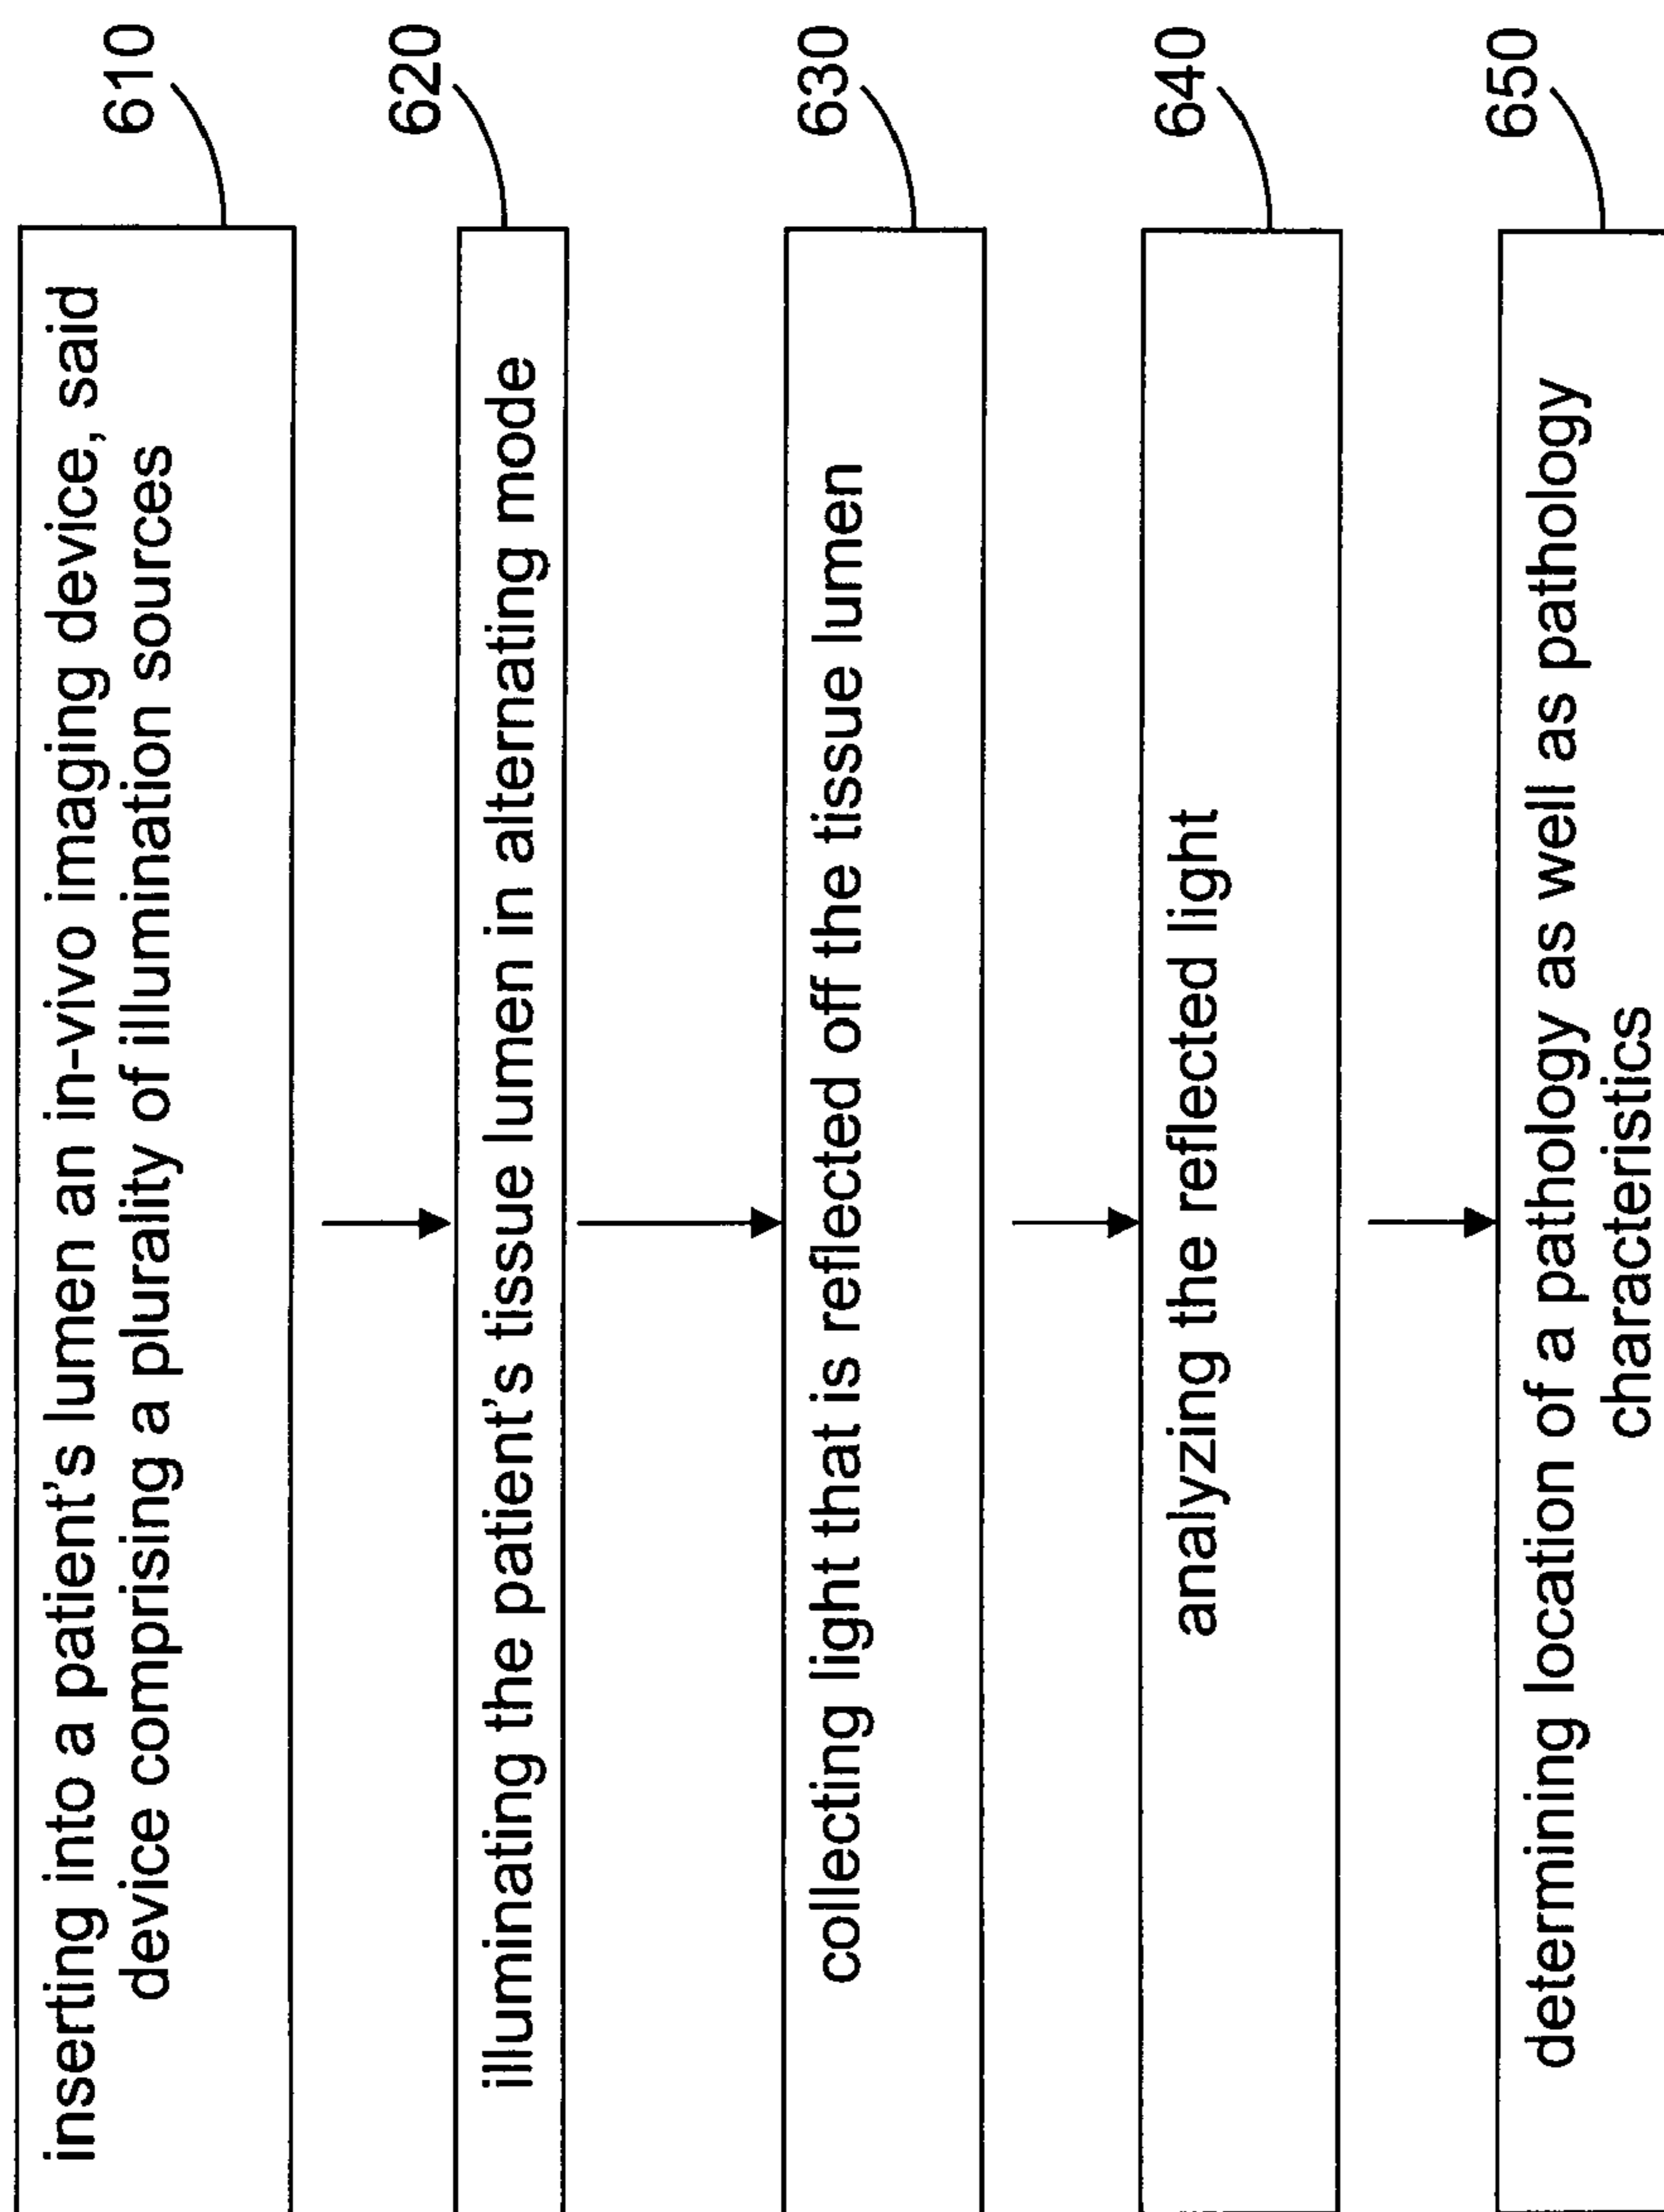 inserting into a patient's lumen an in-vivo imaging device, said
device comprising a plurality of illumination sources
610
illuminating the patient's tissue lumen in alternating mode
620
collecting light that is reflected off the tissue lumen
630
analyzing the reflected light
640
determining location of a pathology as well as pathology
characteristics
650